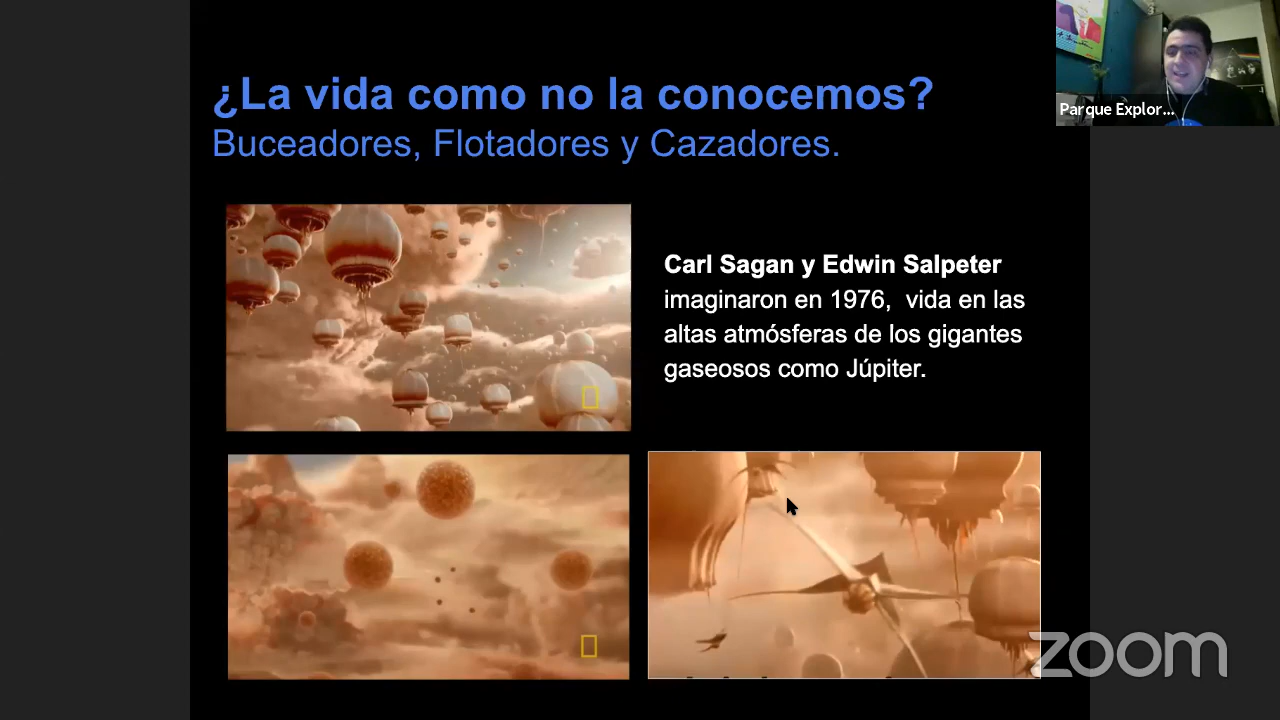 ¿La vida como no la conocemos?
Buceadores, Flotadores y Cazadores.
Carl Sagan y Edwin Salpeter
imaginaron en 1976, vida en las
altas atmósferas de los gigantes
gaseosos como Júpiter.
Parque Explor...
zoom